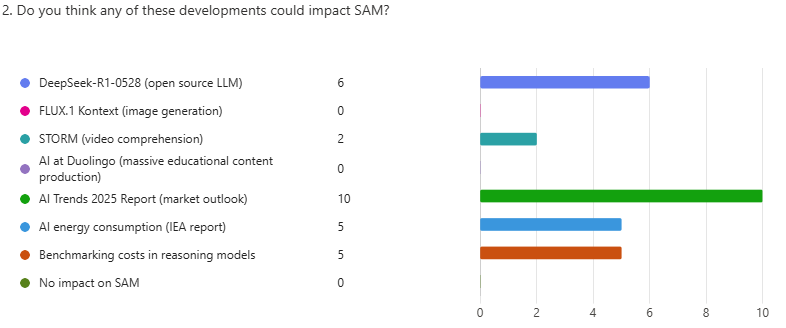 2. Do you think any of these developments could impact SAM?
DeepSeek-R1-0528 (open source LLM) 6
FLUX.1 Kontext (image generation) 0
STORM (video comprehension) 2
AI at Duolingo (massive educational content
production) 0
AI Trends 2025 Report (market outlook) 10
AI energy consumption (IEA report) 5
Benchmarking costs in reasoning models 5
No impact on SAM 0
0 2 4 6 8 10